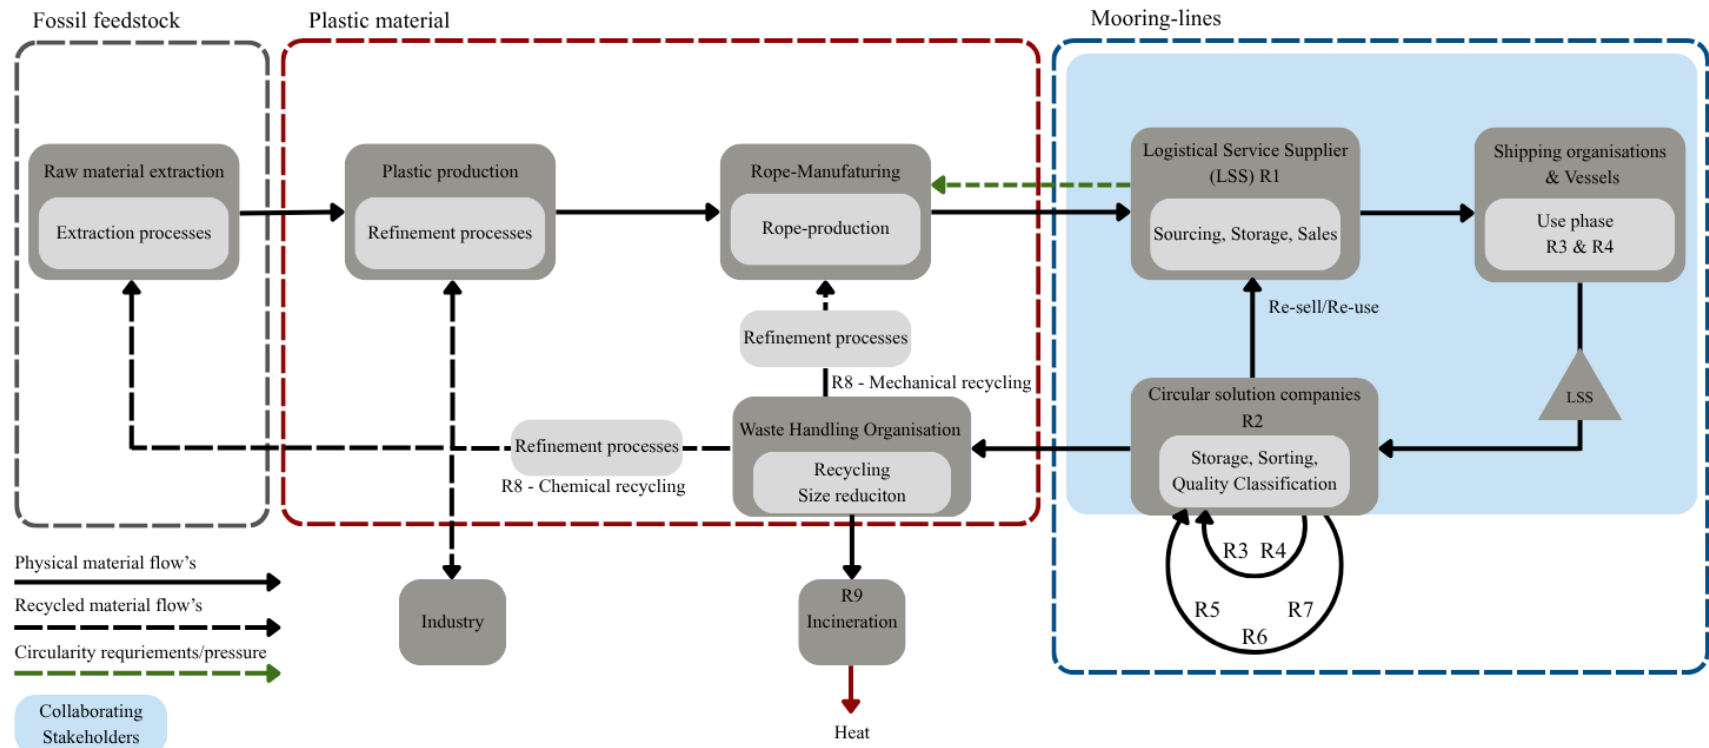 Fossil feedstock
Plastic material
Mooring-lines
Raw material extraction
Extraction processes
Plastic production
Refinement processes
Rope-Manufaturing
Rope-production
Logistical Service Supplier
(LSS) R1
Sourcing, Storage, Sales
Shipping organisations
& Vessels
Use phase
R3 & R4
Re-sell/Re-use
Refinement processes
R8 - Mechanical recycling
LSS
Circular solution companies
R2
Storage, Sorting,
Quality Classification
Waste Handling Organisation
Recycling
Size reduciton
Refinement processes
R8 - Chemical recycling
R3 R4
R5 R7
R6
Physical material flow's
Recycled material flow's
Circularity requriements/pressure
Collaborating
Stakeholders
Industry
R9
Incineration
Heat